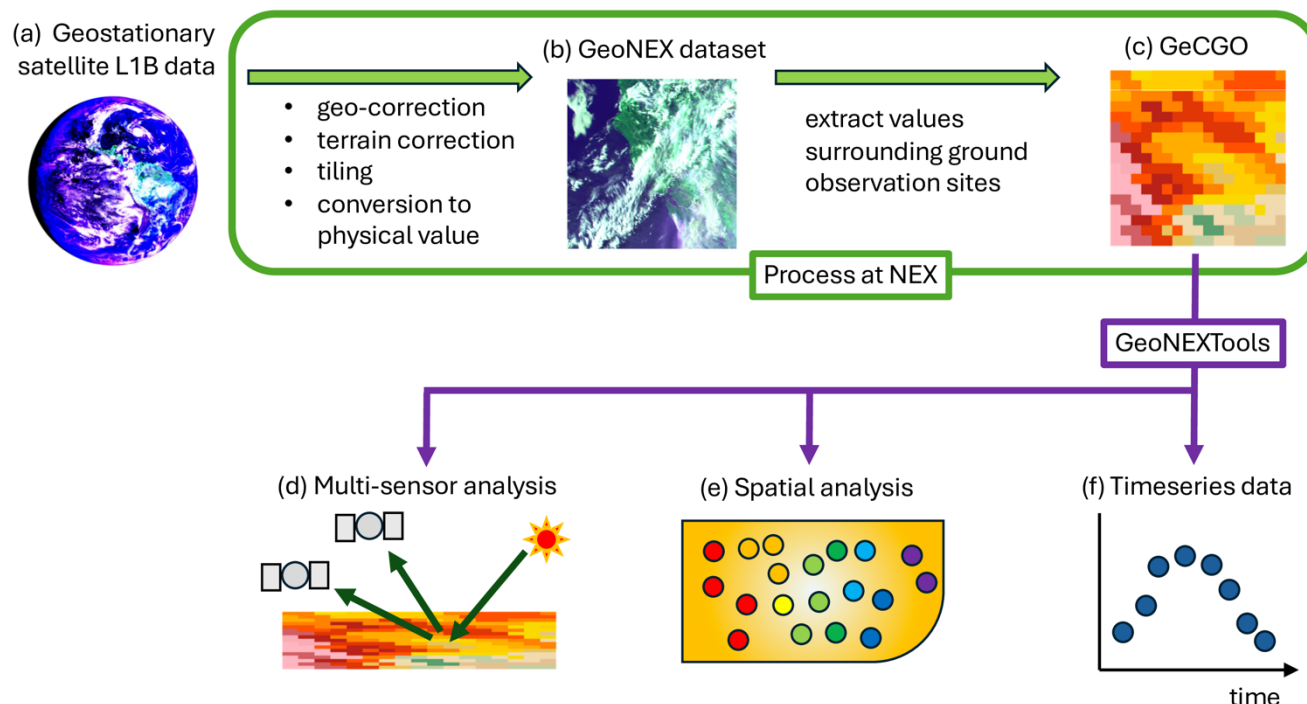 (a) Geostationary
satellite L1B data
• geo-correction
• terrain correction
• tiling
• conversion to
physical value
(b) GeoNEX dataset
extract values
surrounding ground
observation sites
(c) GeCGO
Process at NEX
GeoNEXTools
(d) Multi-sensor analysis
(e) Spatial analysis
(f) Timeseries data
time